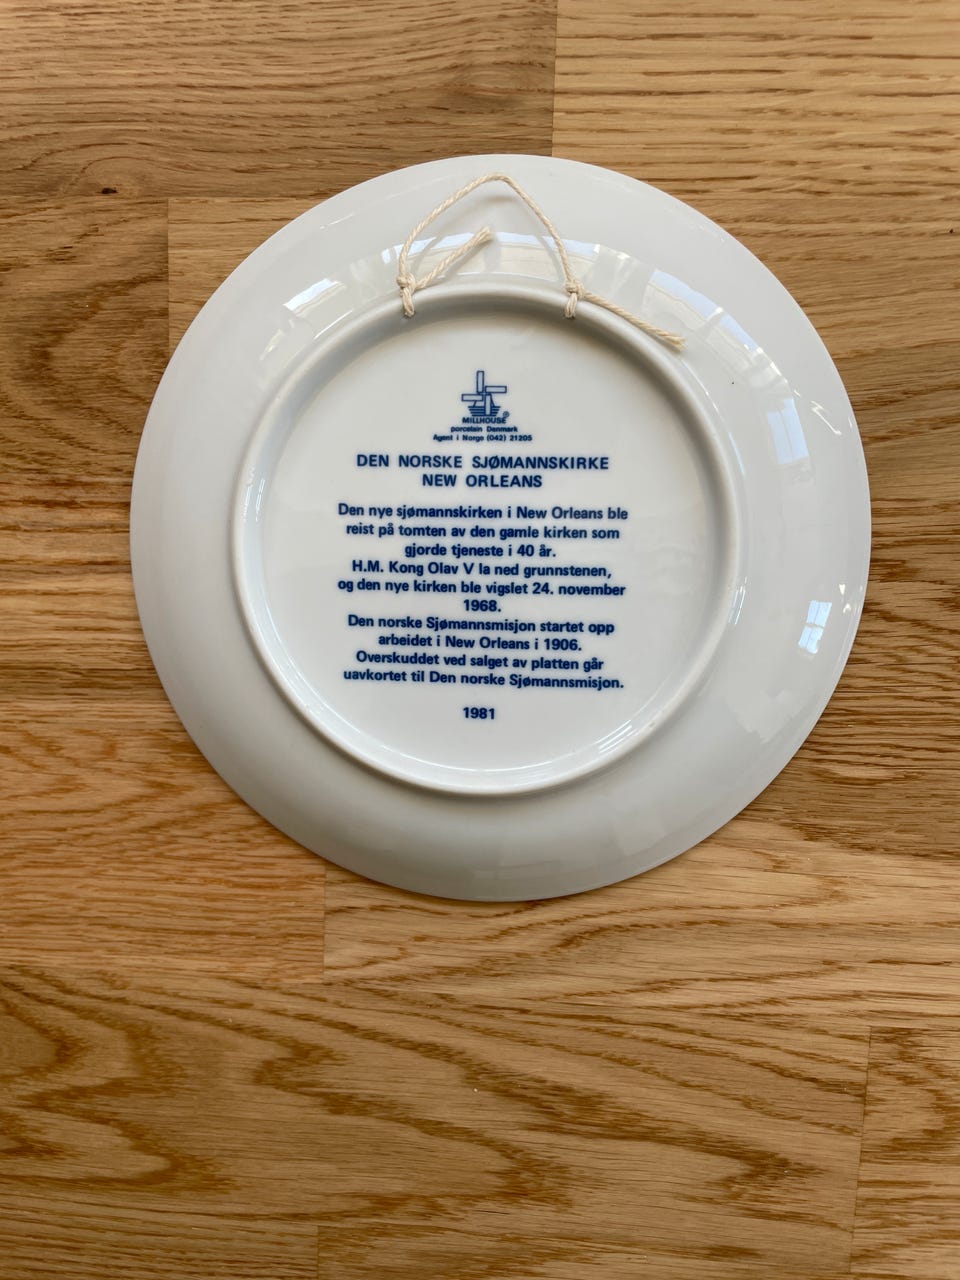 MILLHOUSE ®
porcelain Danmark
Agent i Norge (042) 21205
DEN NORSKE SJØMANNSKIRKE
NEW ORLEANS
Den nye sjømannskirken i New Orleans ble
reist på tomten av den gamle kirken som
gjorde tjeneste i 40 år.
H.M. Kong Olav V la ned grunnstenen,
og den nye kirken ble vigslet 24. november
1968.
Den norske Sjømannsmisjon startet opp
arbeidet i New Orleans i 1906.
Overskuddet ved salget av platten går
uavkortet til Den norske Sjømannsmisjon.
1981